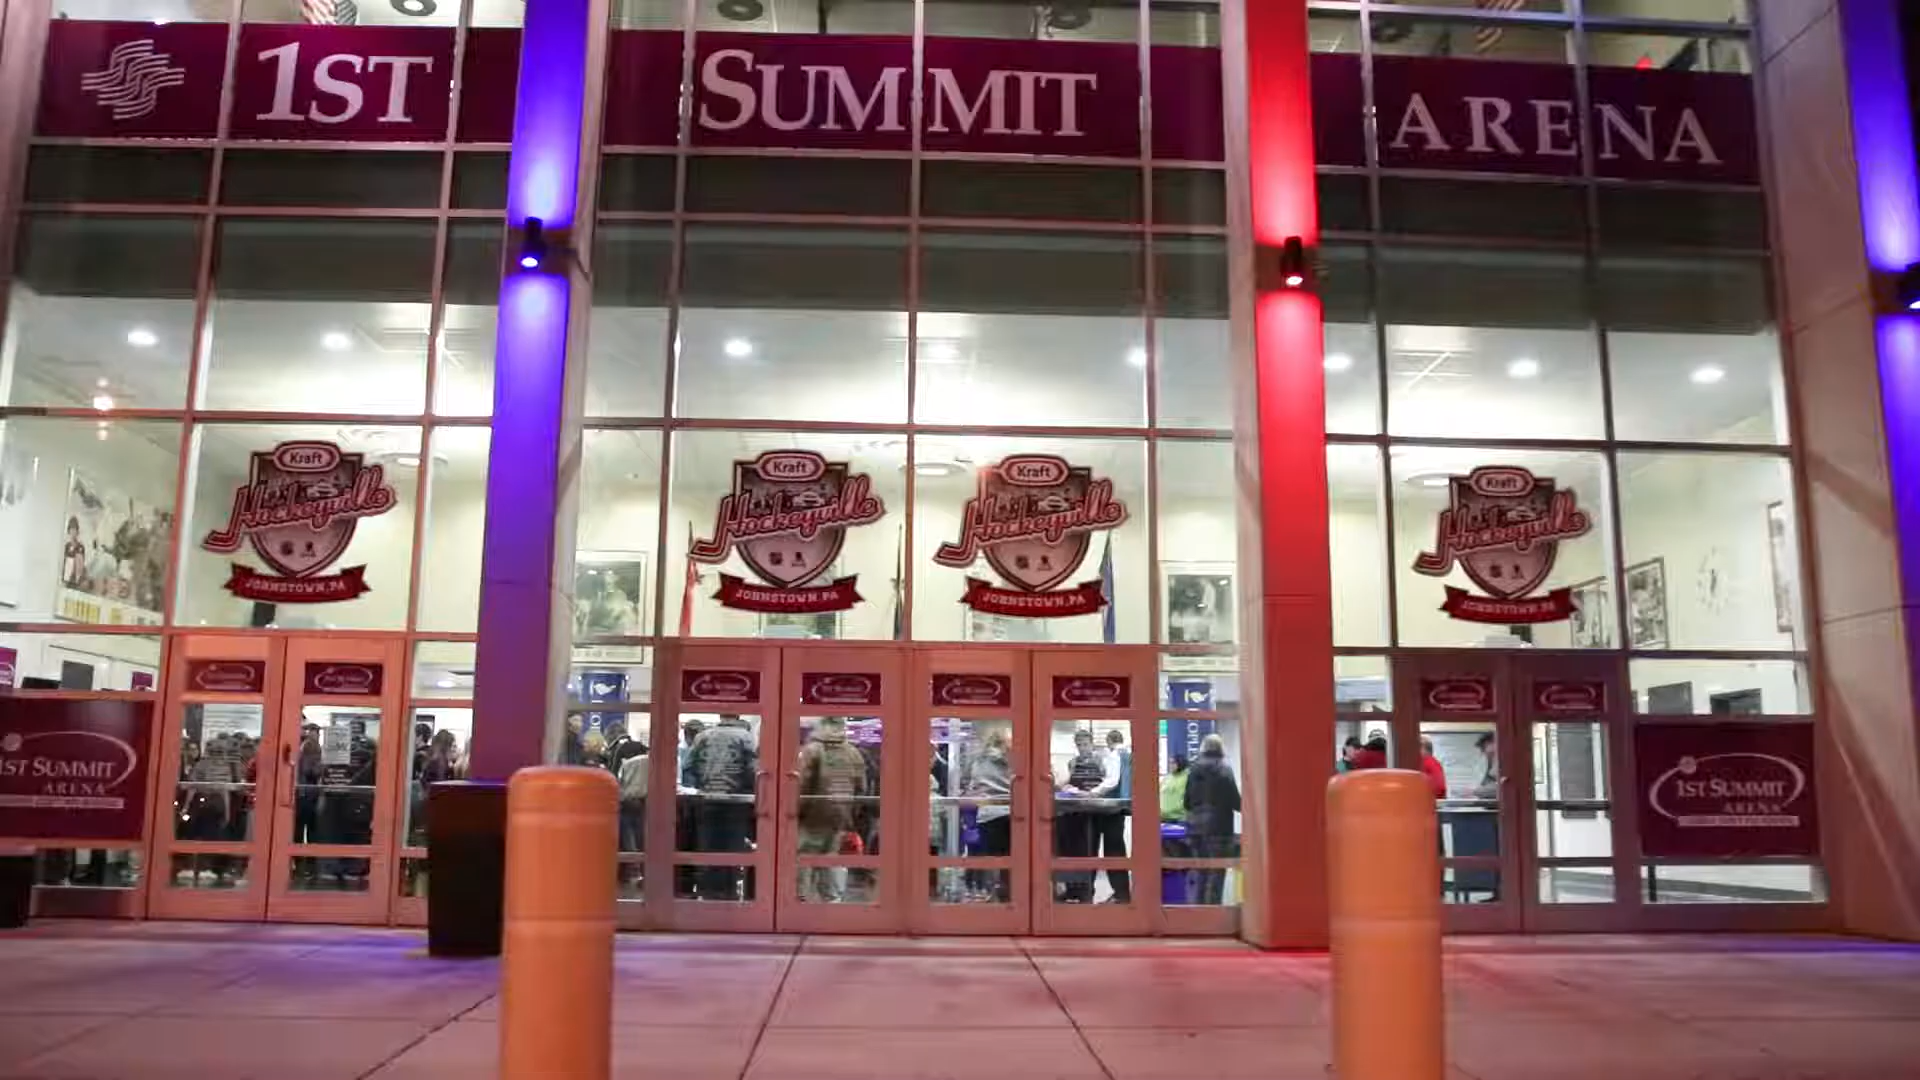 1ST SUMMIT ARENA
Kraft
Hockeyville
JOHNSTOWN, PA
Kraft
Hockeyville
JOHNSTOWN, PA
Kraft
Hockeyville
JOHNSTOWN, PA
Kraft
Hockeyville
JOHNSTOWN, PA
1ST SUMMIT
ARENA
1ST SUMMIT
ARENA